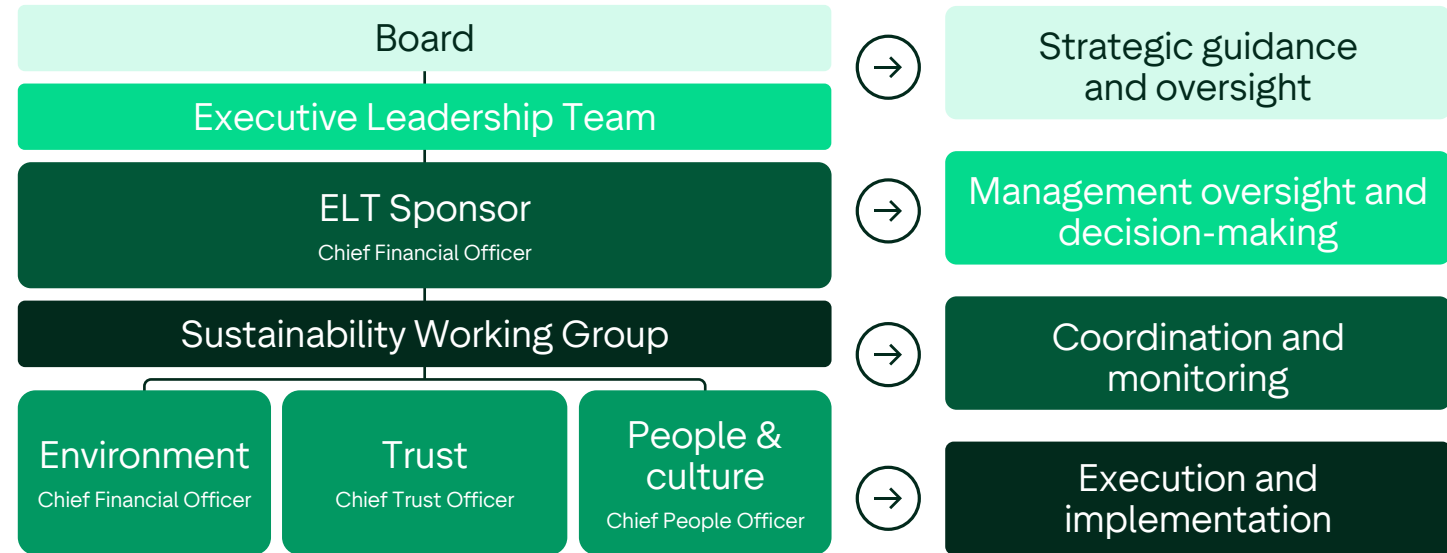 Board
Executive Leadership Team
ELT Sponsor
Chief Financial Officer
Sustainability Working Group
Environment
Chief Financial Officer
Trust
Chief Trust Officer
People &
culture
Chief People Officer
Strategic guidance
and oversight
Management oversight and
decision-making
Coordination and
monitoring
Execution and
implementation